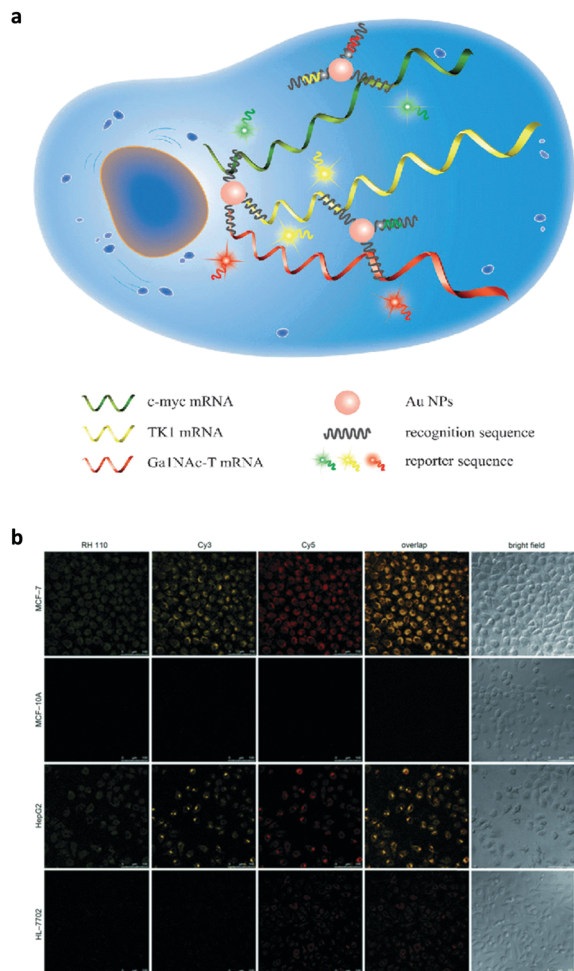 a
c-myc mRNA
Au NPs
TK1 mRNA
recognition sequence
Ga1NAc-T mRNA
reporter sequence
b
RH 110
Cy3
Cy5
overlap
bright field
MCF-7
MCF-10A
HepG2
HL-7702